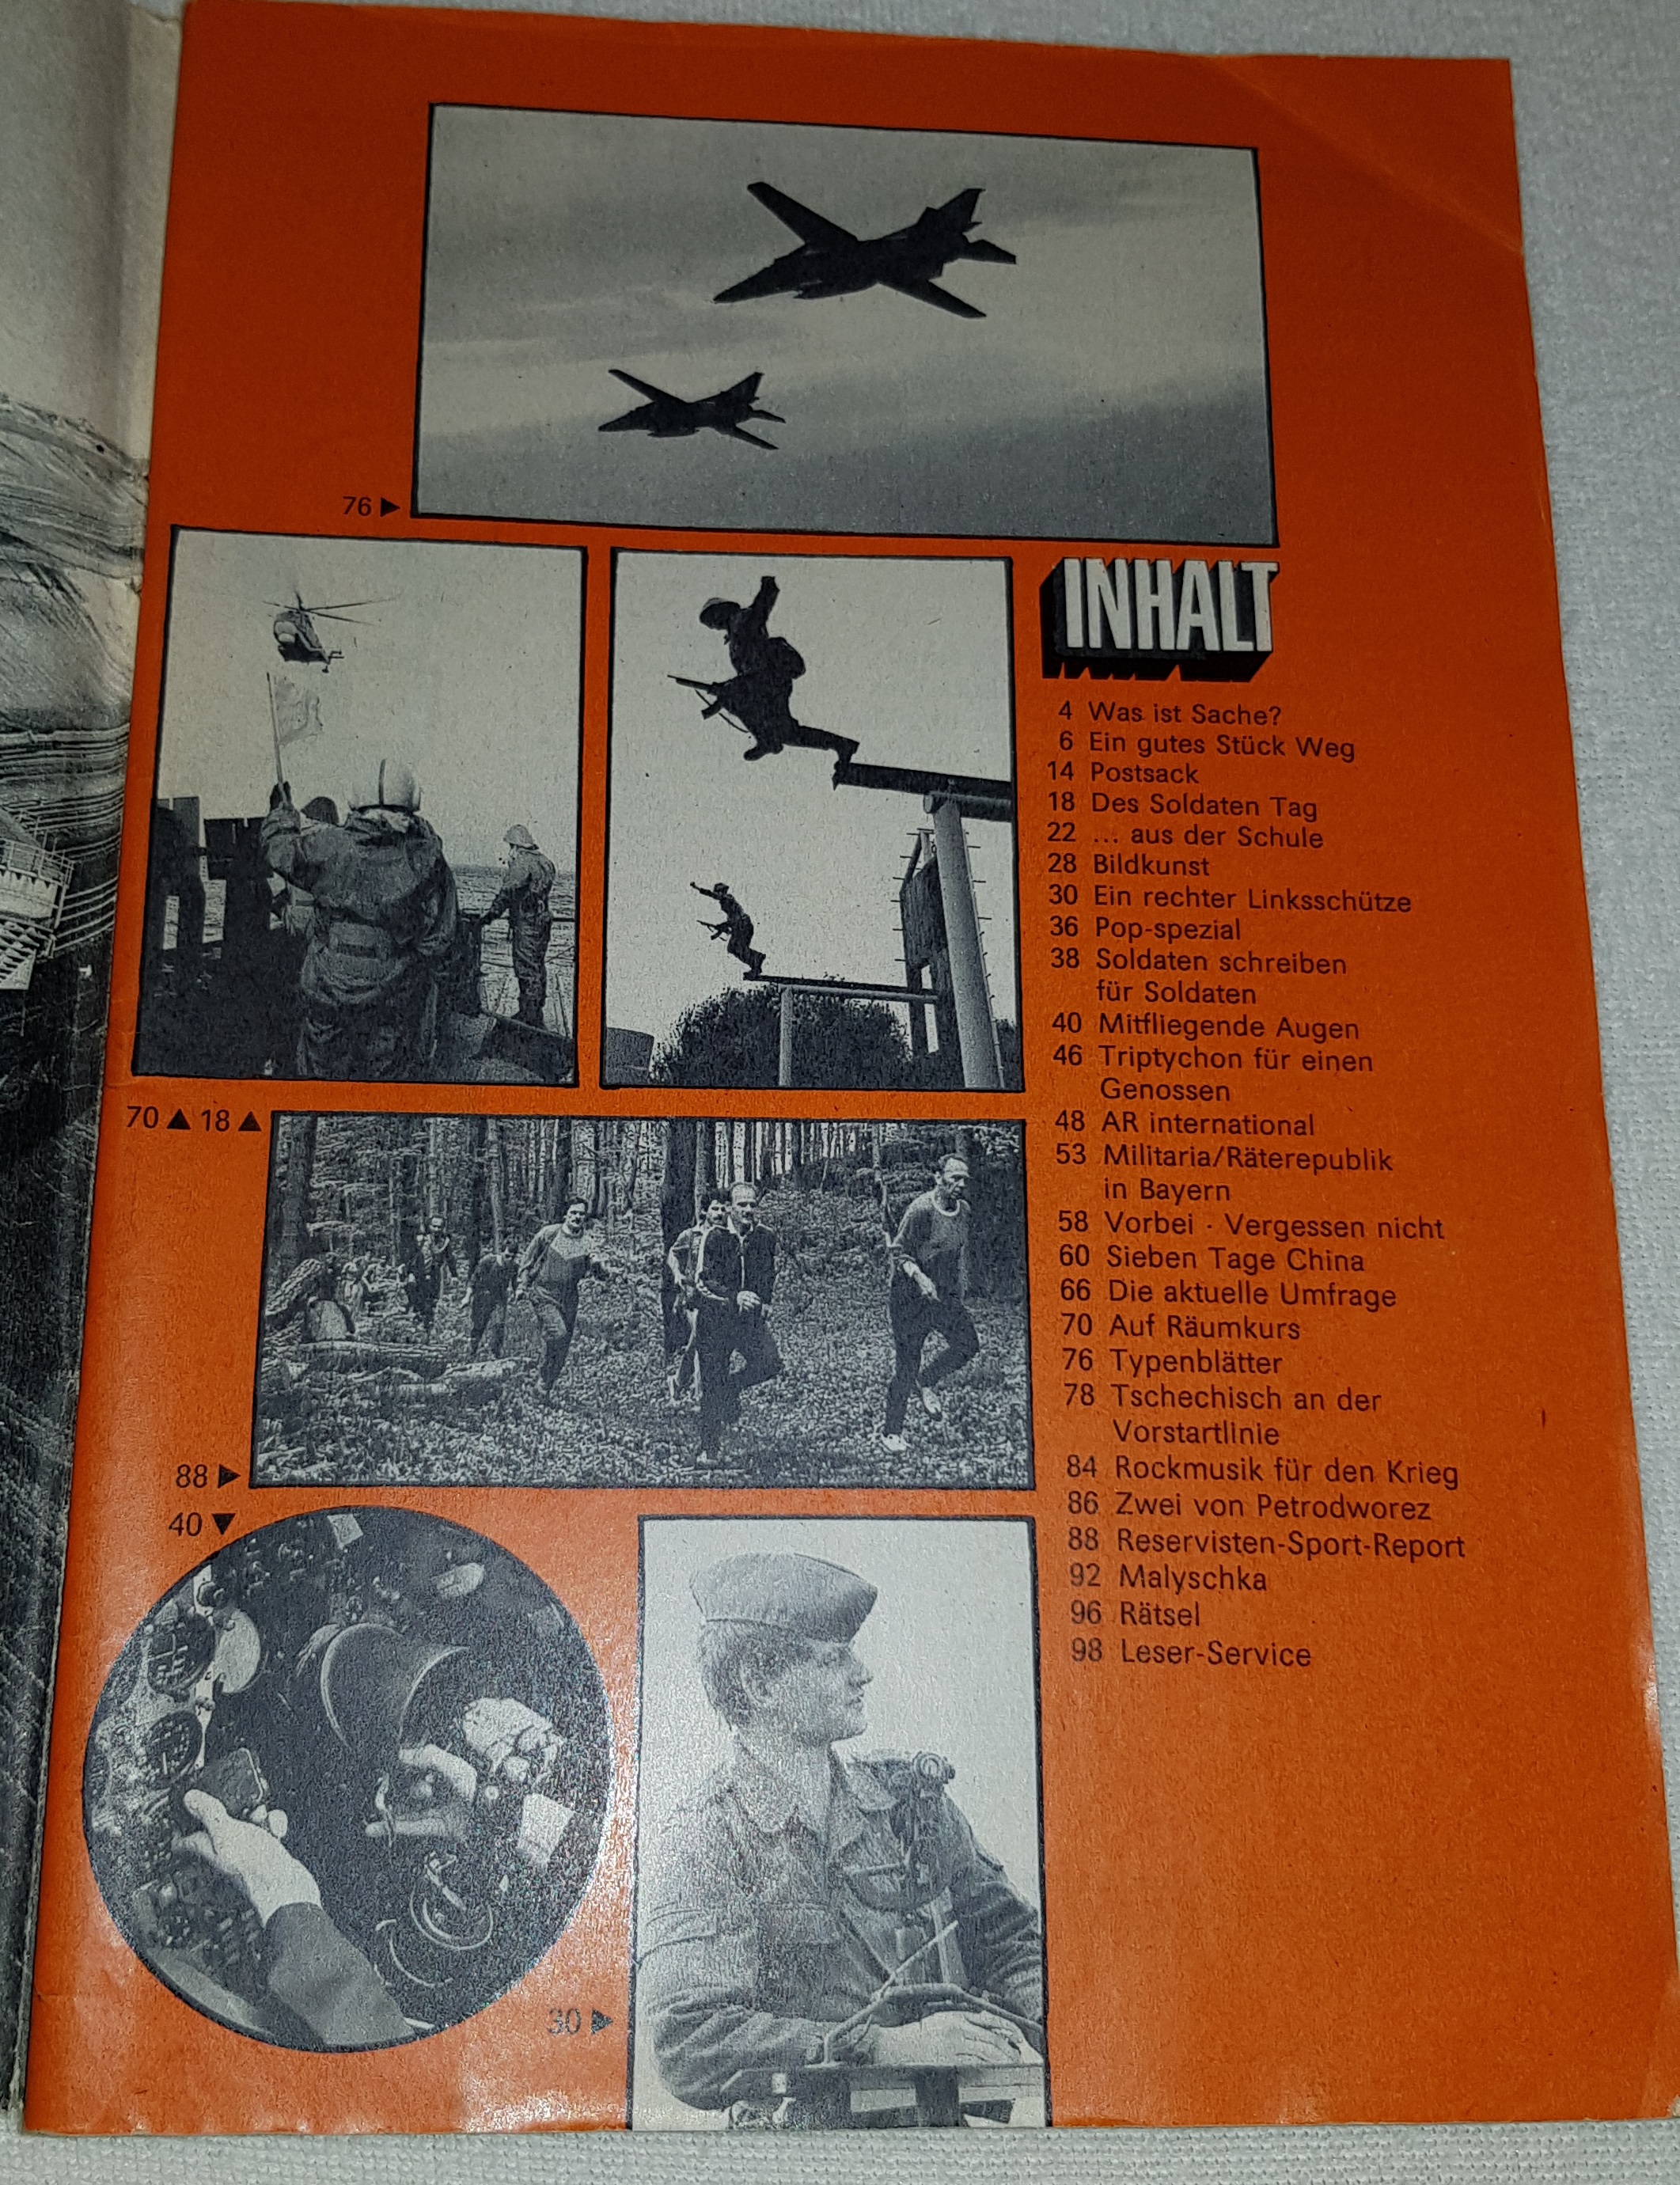 76 ▶
INHALT
4 Was ist Sache?
6 Ein gutes Stück Weg
14 Postsack
18 Des Soldaten Tag
22 ... aus der Schule
28 Bildkunst
30 Ein rechter Linksschütze
36 Pop-spezial
38 Soldaten schreiben
für Soldaten
40 Mitfliegende Augen
46 Triptychon für einen
Genossen
48 AR international
53 Militaria/Räterepublik
in Bayern
58 Vorbei · Vergessen nicht
60 Sieben Tage China
66 Die aktuelle Umfrage
70 Auf Räumkurs
76 Typenblätter
78 Tschechisch an der
Vorstartlinie
84 Rockmusik für den Krieg
86 Zwei von Petrodworez
88 Reservisten-Sport-Report
92 Malyschka
96 Rätsel
98 Leser-Service
70 ▲ 18 ▲
88 ▶
40 ▼
30 ▶